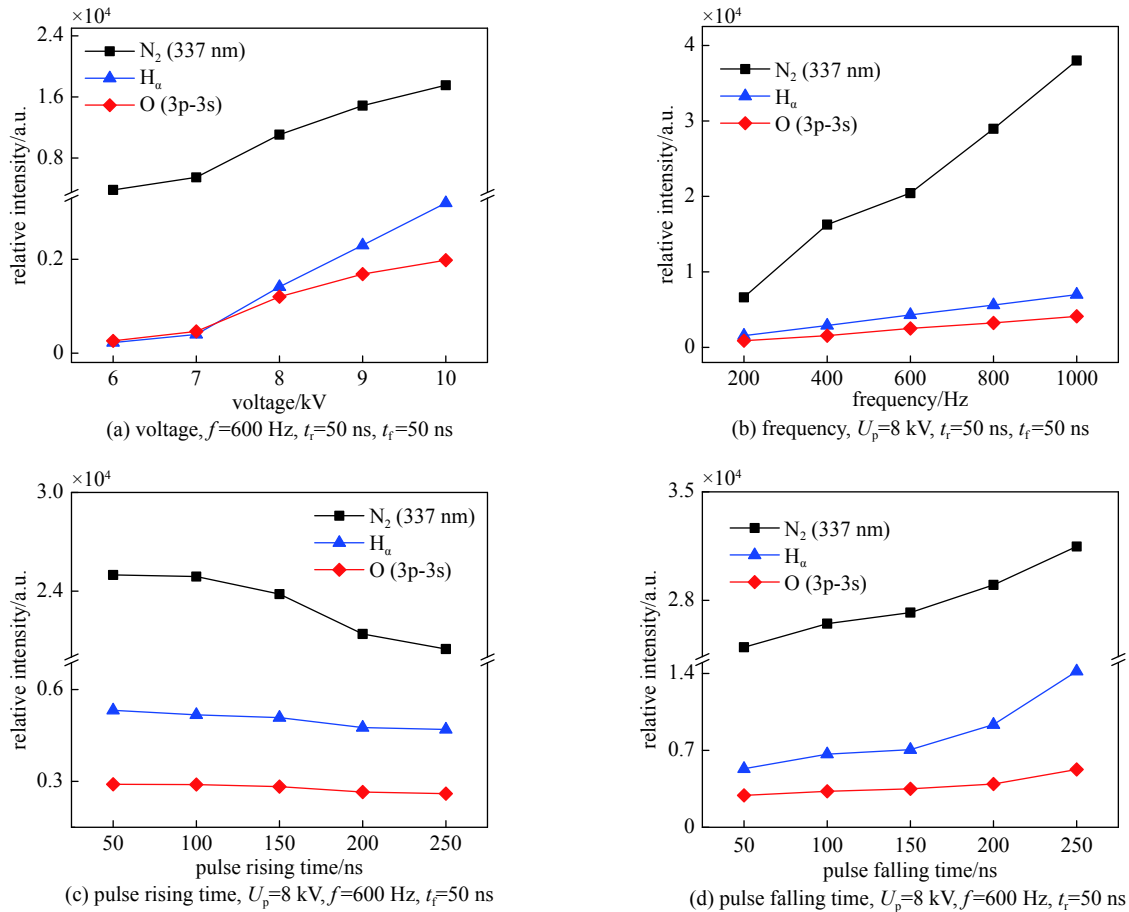 ×10⁴
2.4
1.6
0.8
0.2
0
relative intensity/a.u.
N₂ (337 nm)
Hα
O (3p-3s)
6 7 8 9 10
voltage/kV
(a) voltage, f=600 Hz, tᵣ=50 ns, t_f=50 ns
×10⁴
4×10⁴
2×10⁴
1×10⁴
0×10⁴
relative intensity/a.u.
N₂ (337 nm)
Hα
O (3p-3s)
200 400 600 800 1000
frequency/Hz
(b) frequency, Uₚ=8 kV, tᵣ=50 ns, t_f=50 ns
×10⁴
3.0
2.4
0.6
0.3
relative intensity/a.u.
N₂ (337 nm)
Hα
O (3p-3s)
50 100 150 200 250
pulse rising time/ns
(c) pulse rising time, Uₚ=8 kV, f=600 Hz, t_f=50 ns
×10⁴
3.5
2.8
1.4
0.7
0
relative intensity/a.u.
N₂ (337 nm)
Hα
O (3p-3s)
50 100 150 200 250
pulse falling time/ns
(d) pulse falling time, Uₚ=8 kV, f=600 Hz, tᵣ=50 ns